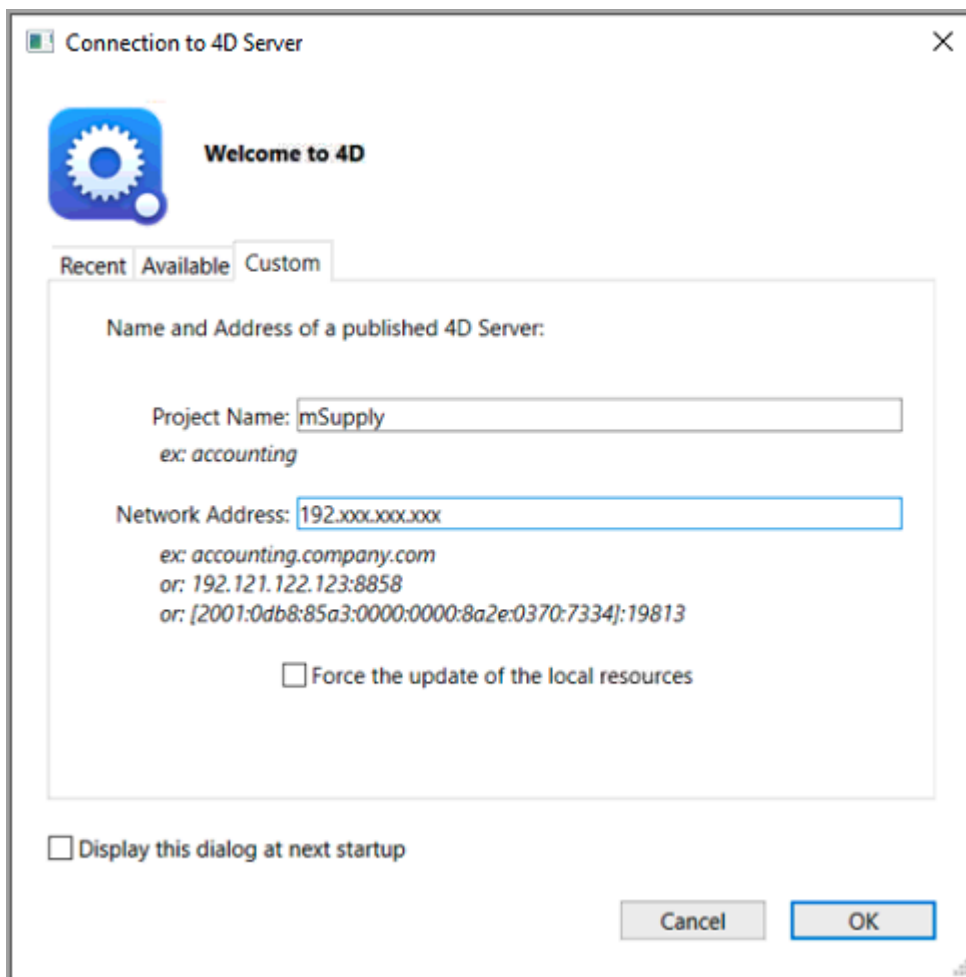 Connection to 4D Server
Welcome to 4D
Recent Available Custom
Name and Address of a published 4D Server:
Project Name: mSupply
ex: accounting
Network Address: 192.xxx.xxx.xxx
ex: accounting.company.com
or: 192.121.122.123:8858
or: [2001:0db8:85a3:0000:0000:8a2e:0370:7334]:19813
Force the update of the local resources
Display this dialog at next startup
Cancel OK